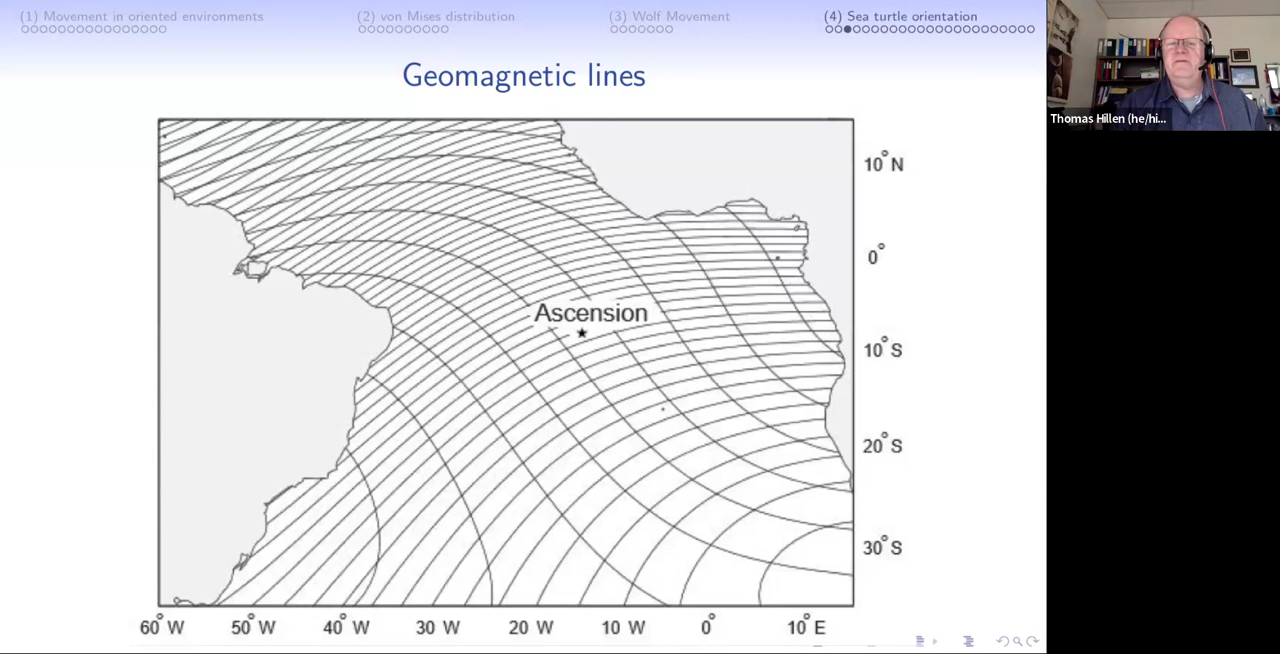 (1) Movement in oriented environments
(2) von Mises distribution
(3) Wolf Movement
(4) Sea turtle orientation
Geomagnetic lines
Thomas Hillen (he/hi...
10°N
0°
Ascension
10°S
20°S
30°S
60°W 50°W 40°W 30°W 20°W 10°W 0° 10°E